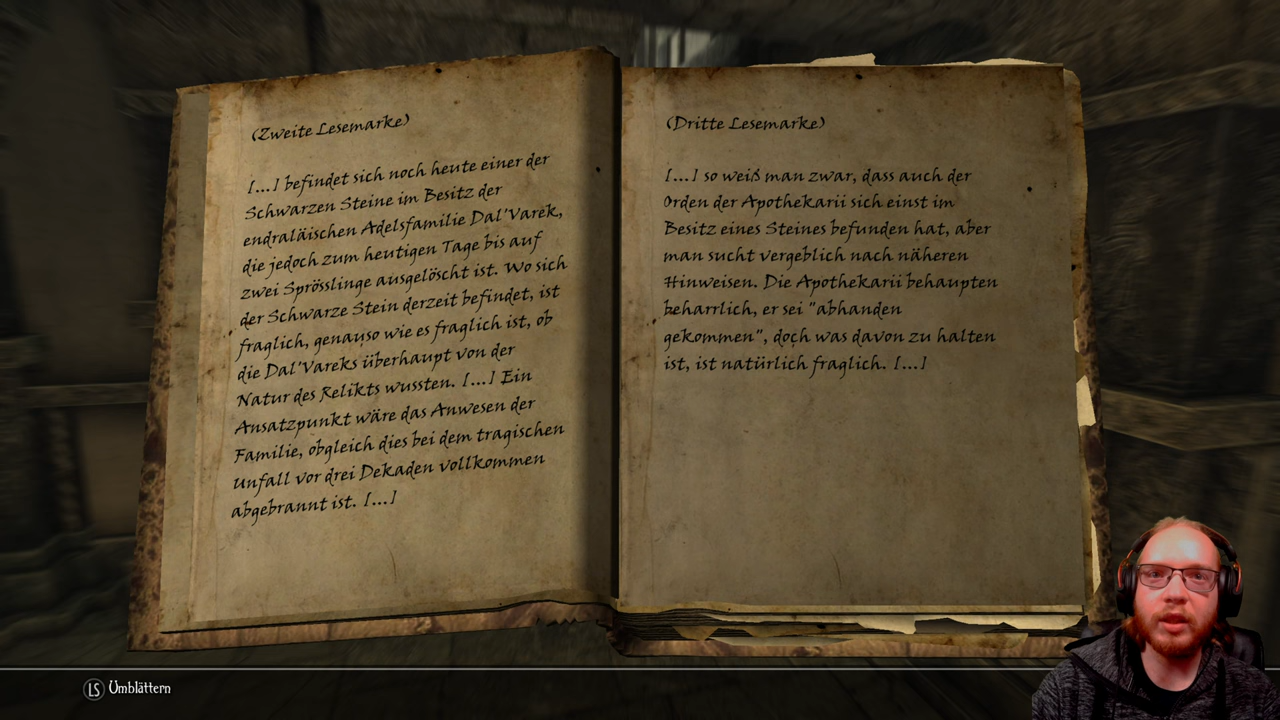 (Zweite Lesemarke)
[...] befindet sich noch heute einer der
Schwarzen Steine im Besitz der
endraläischen Adelsfamilie Dal'Varek,
die jedoch zum heutigen Tage bis auf
zwei Sprösslinge ausgelöscht ist. Wo sich
der Schwarze Stein derzeit befindet, ist
fraglich, genauso wie es fraglich ist, ob
die Dal'Vareks überhaupt von der
Natur des Relikts wussten. [...] Ein
Ansatzpunkt wäre das Anwesen der
Familie, obgleich dies bei dem tragischen
Unfall vor drei Dekaden vollkommen
abgebrannt ist. [...]
(Dritte Lesemarke)
[...] so weiß man zwar, dass auch der
Orden der Apothekarii sich einst im
Besitz eines Steines befunden hat, aber
man sucht vergeblich nach näheren
Hinweisen. Die Apothekarii behaupten
beharrlich, er sei "abhanden
gekommen", doch was davon zu halten
ist, ist natürlich fraglich. [...]
LS Umblättern